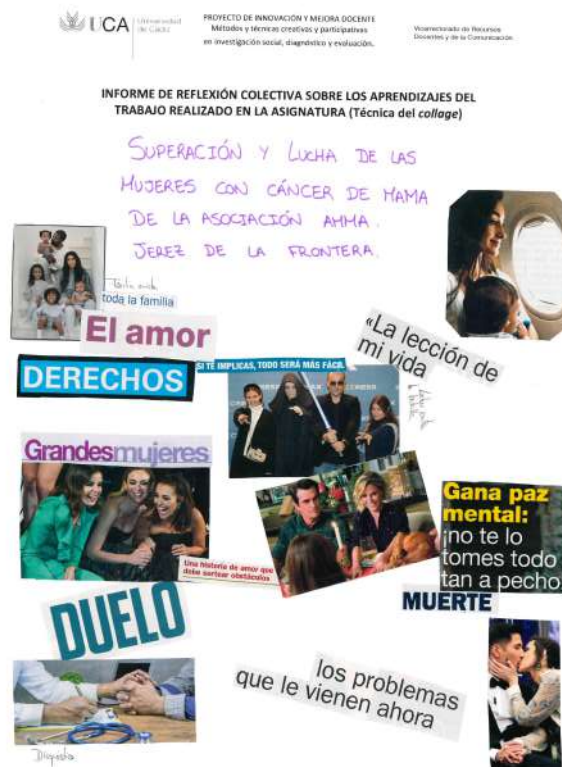 UCA
Universidad
de Cádiz
PROYECTO DE INNOVACIÓN Y MEJORA DOCENTE
Métodos y técnicas creativas y participativas
en investigación social, diagnóstico y evaluación.
Vicerrectorado de Recursos
Docentes y de la Comunicación
INFORME DE REFLEXIÓN COLECTIVA SOBRE LOS APRENDIZAJES DEL
TRABAJO REALIZADO EN LA ASIGNATURA (Técnica del collage)
SUPERACIÓN Y LUCHA DE LAS
MUJERES CON CÁNCER DE MAMA
DE LA ASOCIACIÓN AMMA.
JEREZ DE LA FRONTERA.
toda la familia
El amor
DERECHOS
SI TE IMPLICAS, TODO SERÁ MÁS FÁCIL.
«La lección de
mi vida
Grandesmujeres
Una historia de amor que
debe sortear obstáculos
Gana paz
mental:
¡no te lo
tomes todo
tan a pecho
MUERTE
DUELO
los problemas
que le vienen ahora